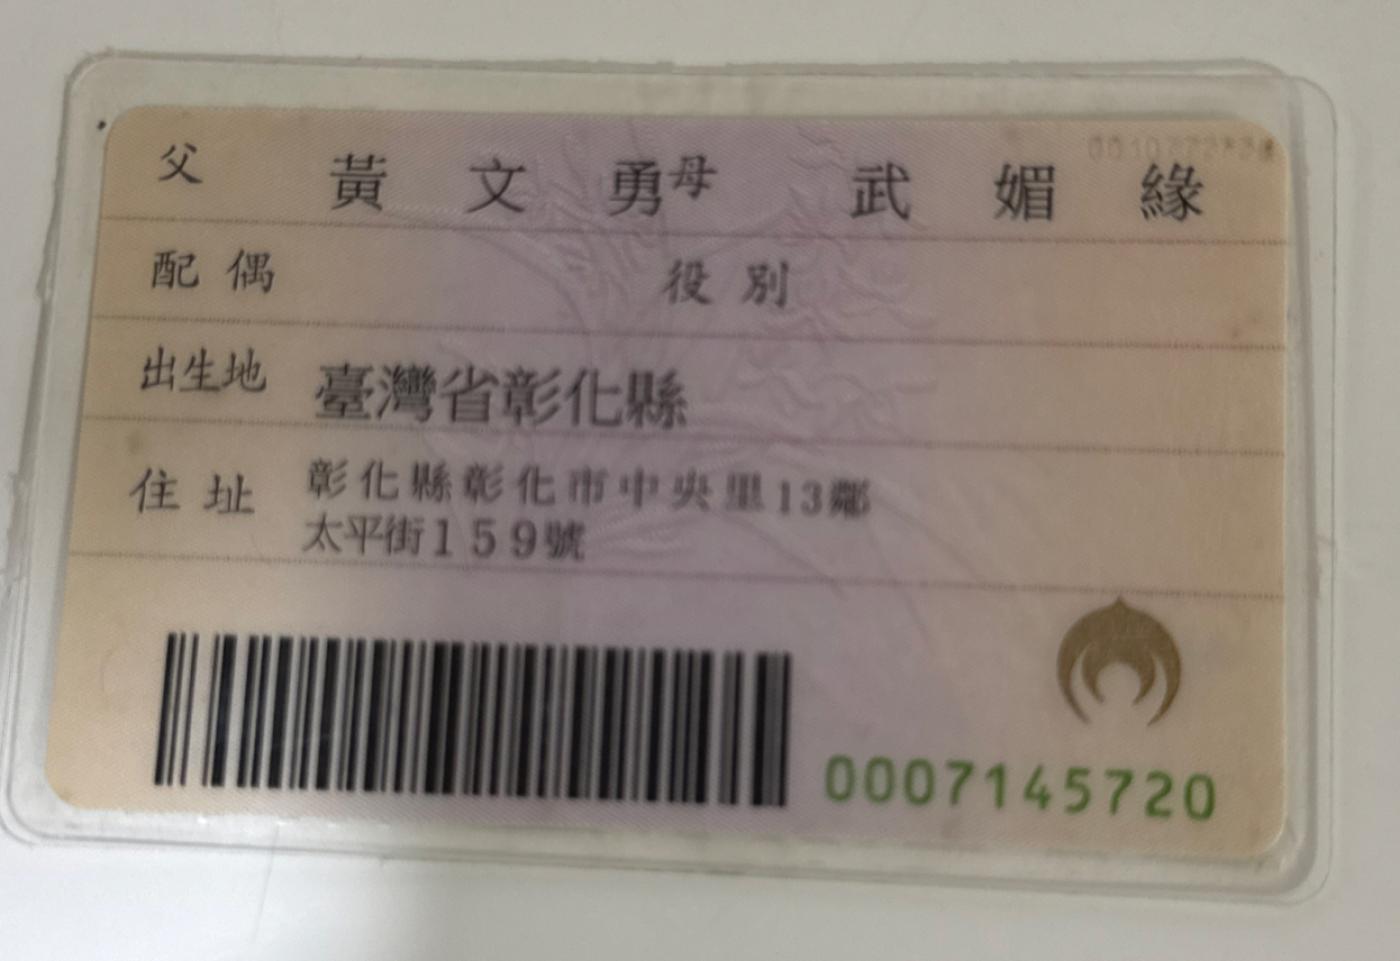 父 黃文勇 母 武媚緣
配偶 役別
出生地 臺灣省彰化縣
住址 彰化縣彰化市中央里13鄰
太平街159號
0007145720